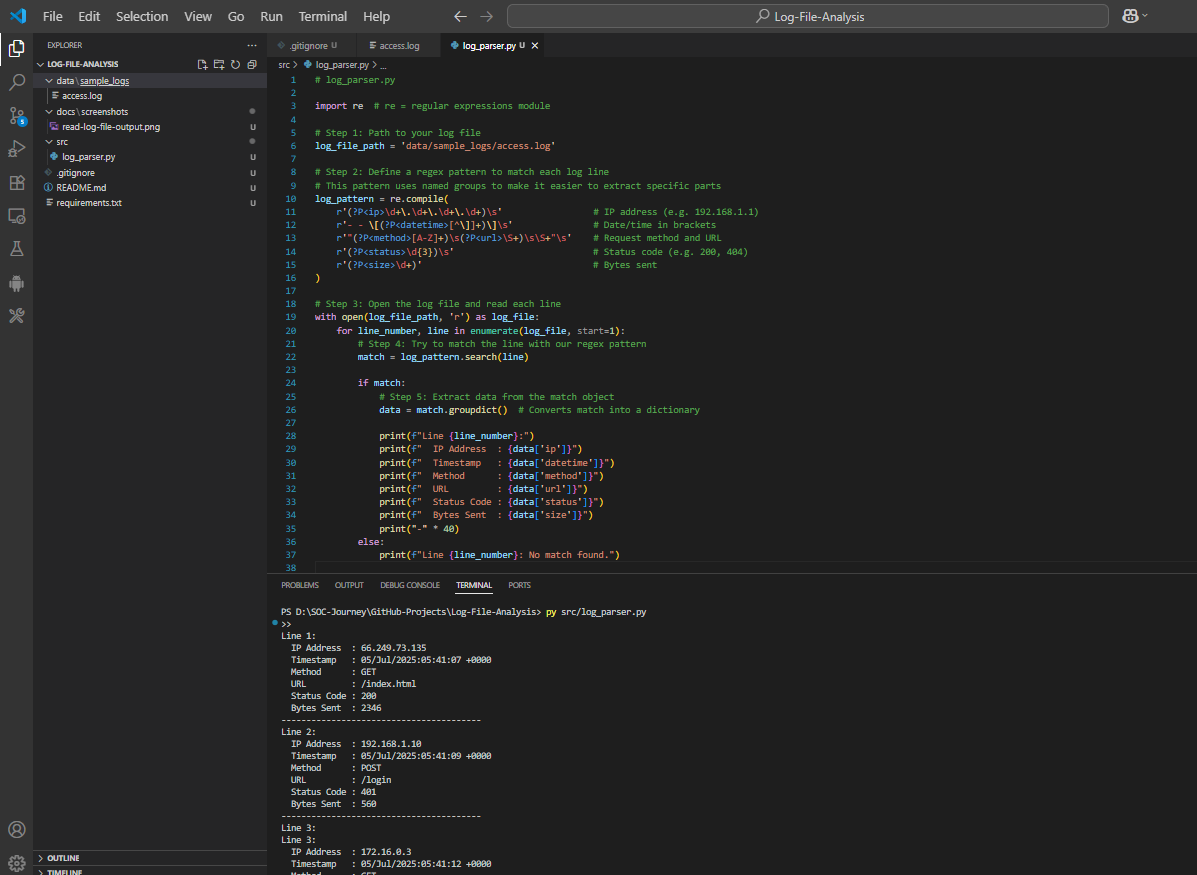 File Edit Selection View Go Run Terminal Help
Log-File-Analysis
EXPLORER
LOG-FILE-ANALYSIS
data\sample_logs
access.log
docs\screenshots
read-log-file-output.png U
src
log_parser.py U
.gitignore U
README.md U
requirements.txt U
OUTLINE
TIMELINE
5
.gitignore U access.log log_parser.py U
src > log_parser.py > ...
1 # log_parser.py
2
3 import re  # re = regular expressions module
4
5 # Step 1: Path to your log file
6 log_file_path = 'data/sample_logs/access.log'
7
8 # Step 2: Define a regex pattern to match each log line
9 # This pattern uses named groups to make it easier to extract specific parts
10 log_pattern = re.compile(
11     r'(?P<ip>\d+\.\d+\.\d+\.\d+)\s'                 # IP address (e.g. 192.168.1.1)
12     r'- - \[(?P<datetime>[^\]]+)\]\s'               # Date/time in brackets
13     r'"(?P<method>[A-Z]+)\s(?P<url>\S+)\s\S+"\s'    # Request method and URL
14     r'(?P<status>\d{3})\s'                          # Status code (e.g. 200, 404)
15     r'(?P<size>\d+)'                                # Bytes sent
16 )
17
18 # Step 3: Open the log file and read each line
19 with open(log_file_path, 'r') as log_file:
20     for line_number, line in enumerate(log_file, start=1):
21         # Step 4: Try to match the line with our regex pattern
22         match = log_pattern.search(line)
23
24         if match:
25             # Step 5: Extract data from the match object
26             data = match.groupdict()  # Converts match into a dictionary
27
28             print(f"Line {line_number}:")
29             print(f"  IP Address  : {data['ip']}")
30             print(f"  Timestamp   : {data['datetime']}")
31             print(f"  Method      : {data['method']}")
32             print(f"  URL         : {data['url']}")
33             print(f"  Status Code : {data['status']}")
34             print(f"  Bytes Sent  : {data['size']}")
35             print("-" * 40)
36         else:
37             print(f"Line {line_number}: No match found.")
38
PROBLEMS OUTPUT DEBUG CONSOLE TERMINAL PORTS
PS D:\SOC-Journey\GitHub-Projects\Log-File-Analysis> py src/log_parser.py
>>
Line 1:
  IP Address  : 66.249.73.135
  Timestamp   : 05/Jul/2025:05:41:07 +0000
  Method      : GET
  URL         : /index.html
  Status Code : 200
  Bytes Sent  : 2346
----------------------------------------
Line 2:
  IP Address  : 192.168.1.10
  Timestamp   : 05/Jul/2025:05:41:09 +0000
  Method      : POST
  URL         : /login
  Status Code : 401
  Bytes Sent  : 560
----------------------------------------
Line 3:
Line 3:
  IP Address  : 172.16.0.3
  Timestamp   : 05/Jul/2025:05:41:12 +0000
  Method      : GET